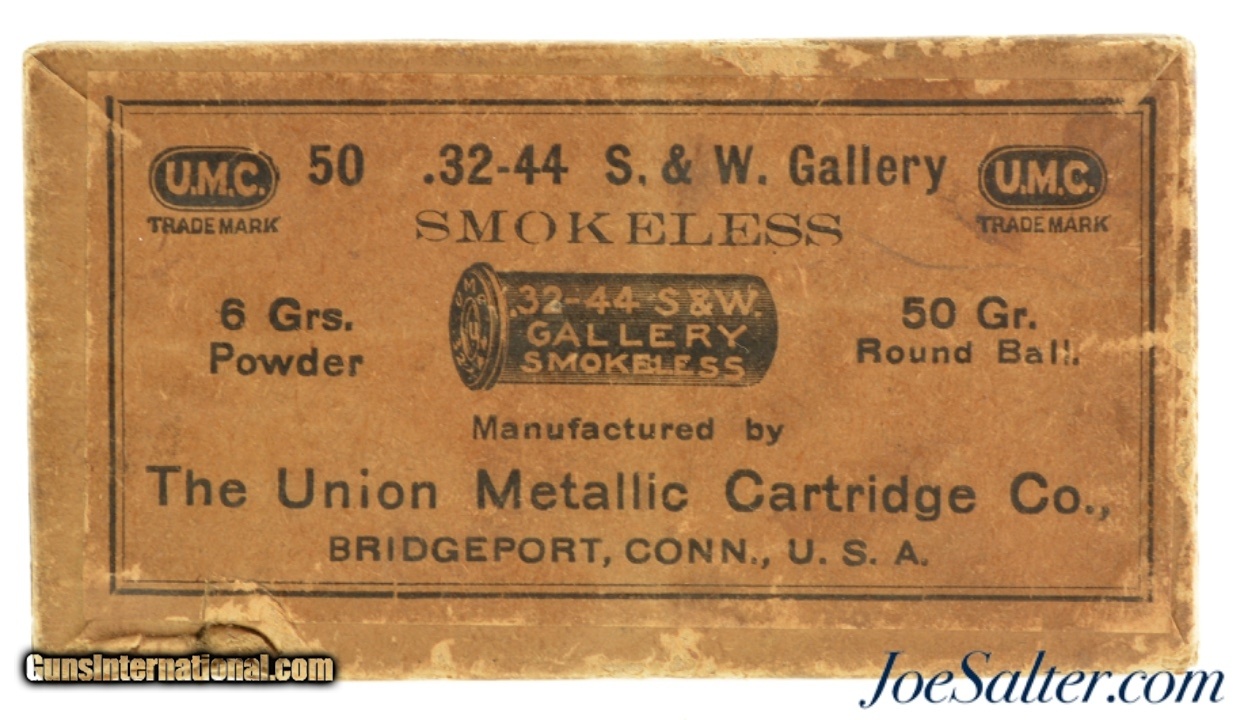 U.M.C. 50 .32-44 S. & W. Gallery U.M.C.
TRADE MARK TRADE MARK
SMOKELESS
6 Grs.
Powder
U M C U
.32-44 S & W.
GALLERY
SMOKELESS
50 Gr.
Round Ball.
Manufactured by
The Union Metallic Cartridge Co.,
BRIDGEPORT, CONN., U. S. A.
GunsInternational.com
JoeSalter.com